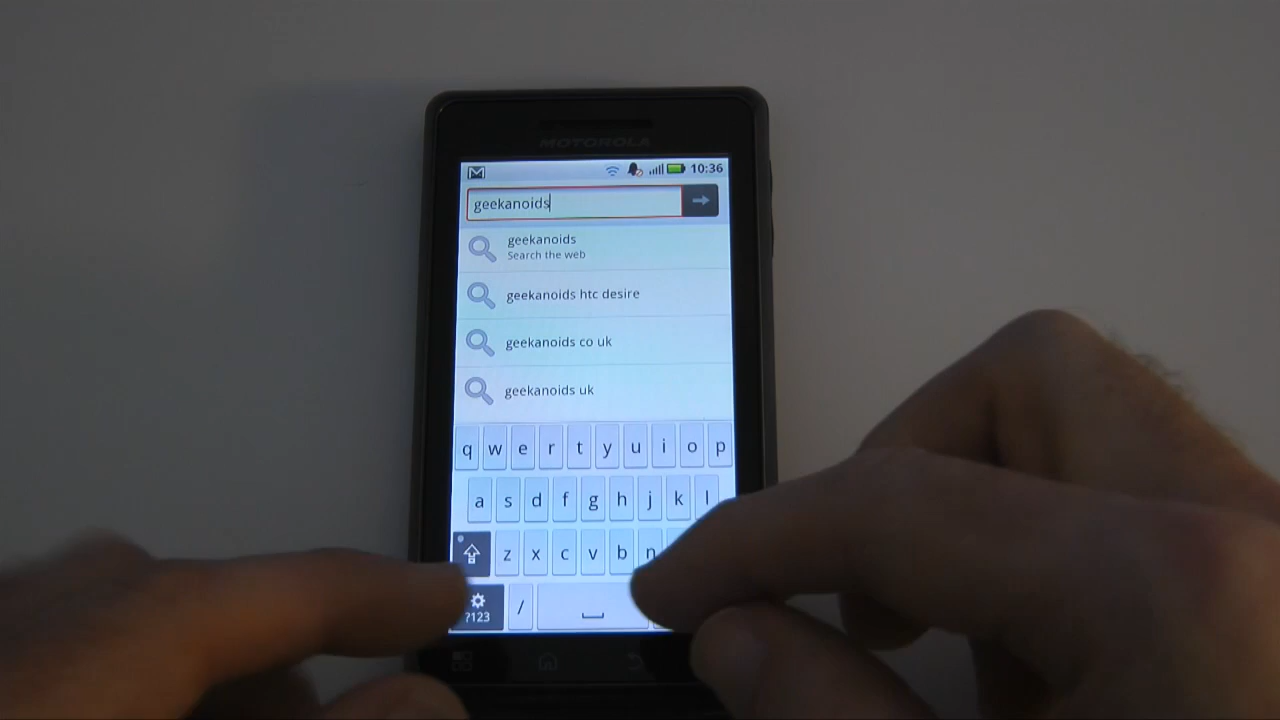 MOTOROLA
10:36
geekanoids
geekanoids
Search the web
geekanoids htc desire
geekanoids co uk
geekanoids uk
q w e r t y u i o p
a s d f g h j k l
z x c v b n
?123 /